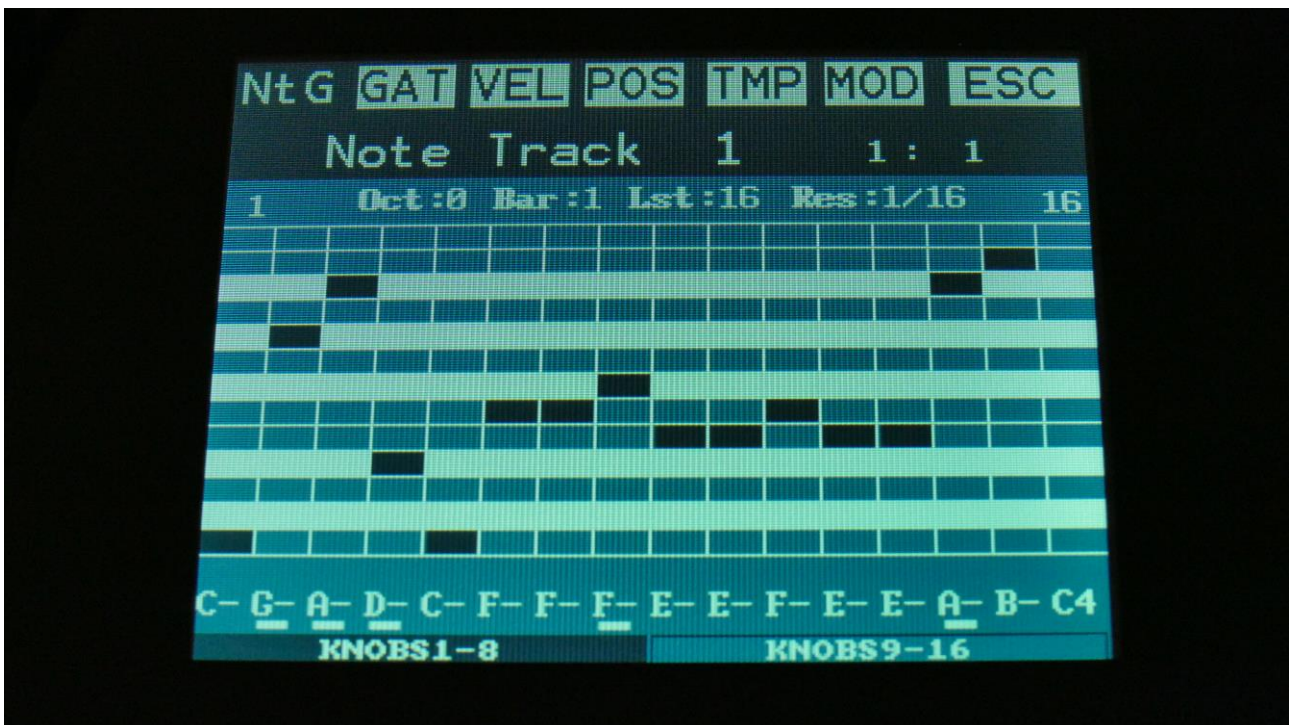 NtG GAT VEL POS TMP MOD ESC
Note Track 1 1: 1
1 Oct:0 Bar:1 Lst:16 Res:1/16 16
C- G- A- D- C- F- F- F- E- E- F- E- E- A- B- C4
KNOBS1-8 KNOBS9-16